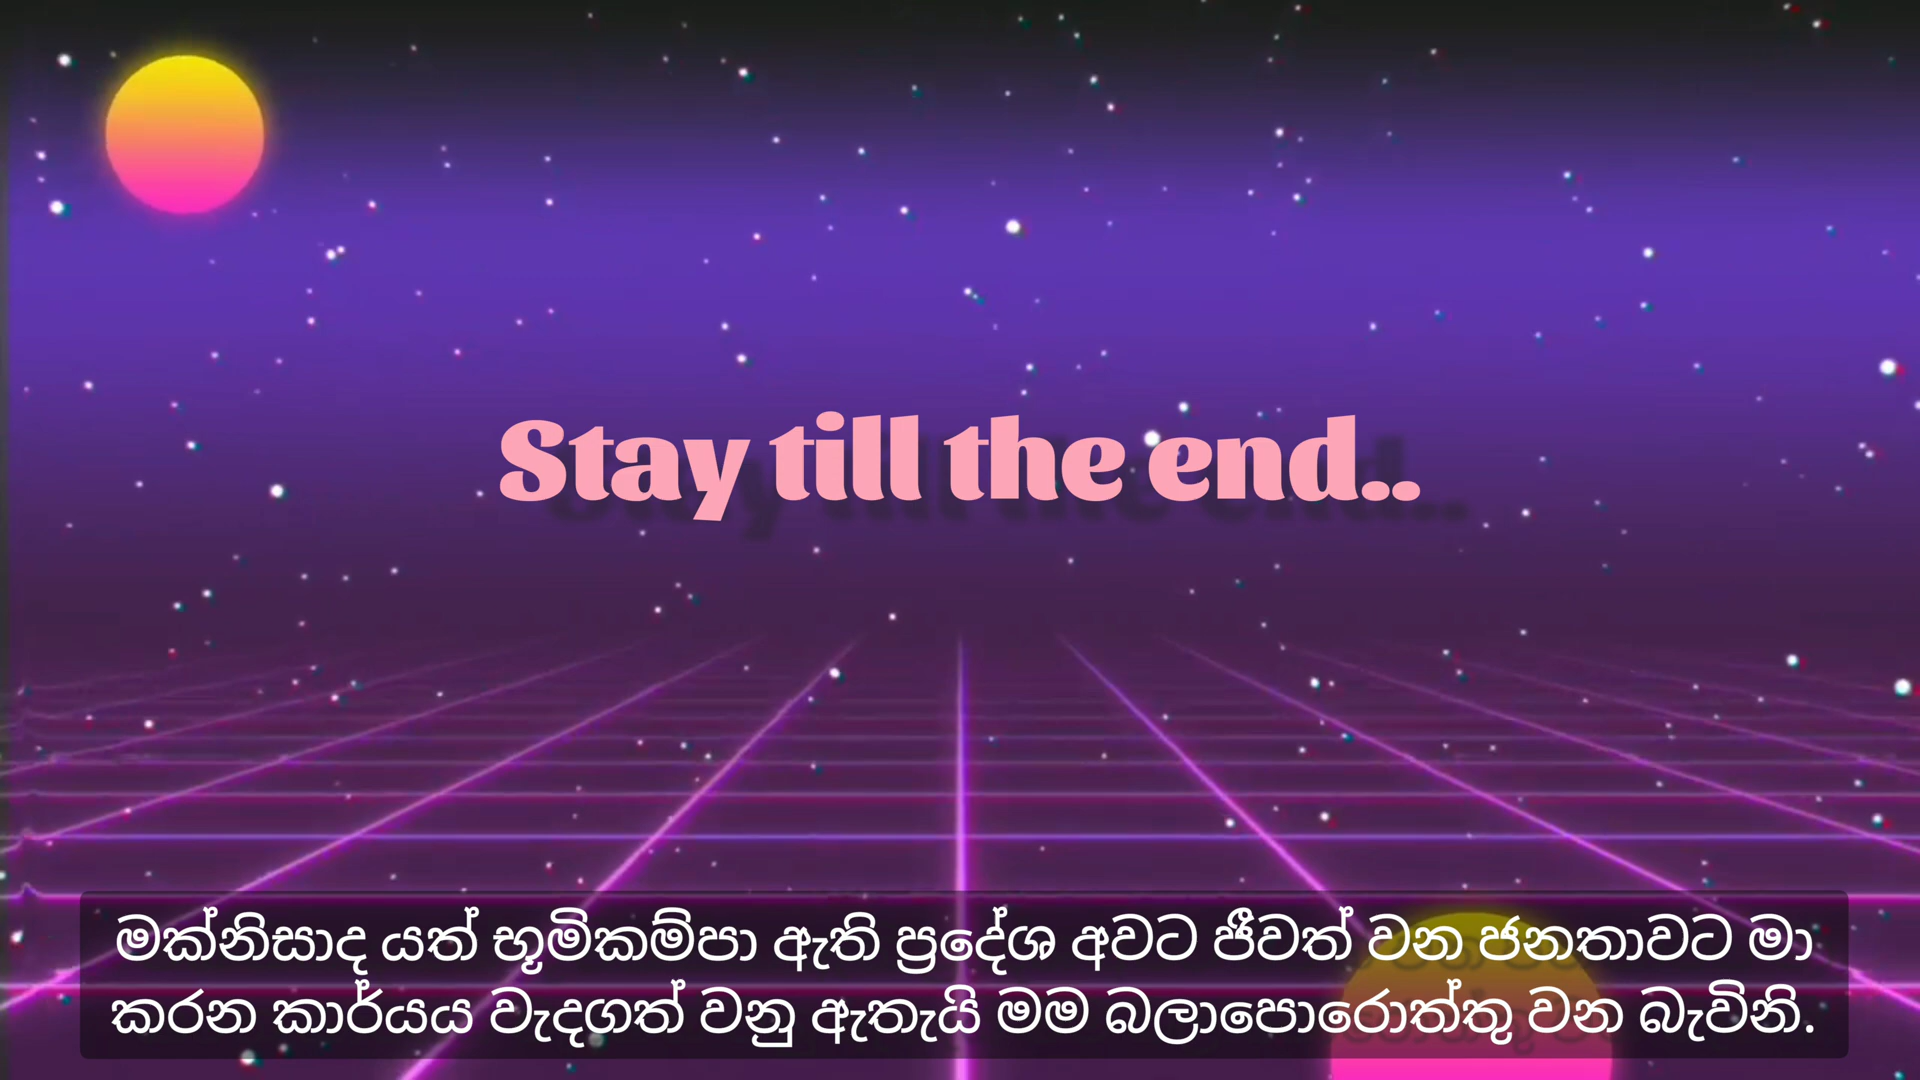 Stay till the end..
මක්නිසාද යත් භූමිකම්පා ඇති ප්‍රදේශ අවට ජීවත් වන ජනතාවට මා
කරන කාර්යය වැදගත් වනු ඇතැයි මම බලාපොරොත්තු වන බැවිනි.